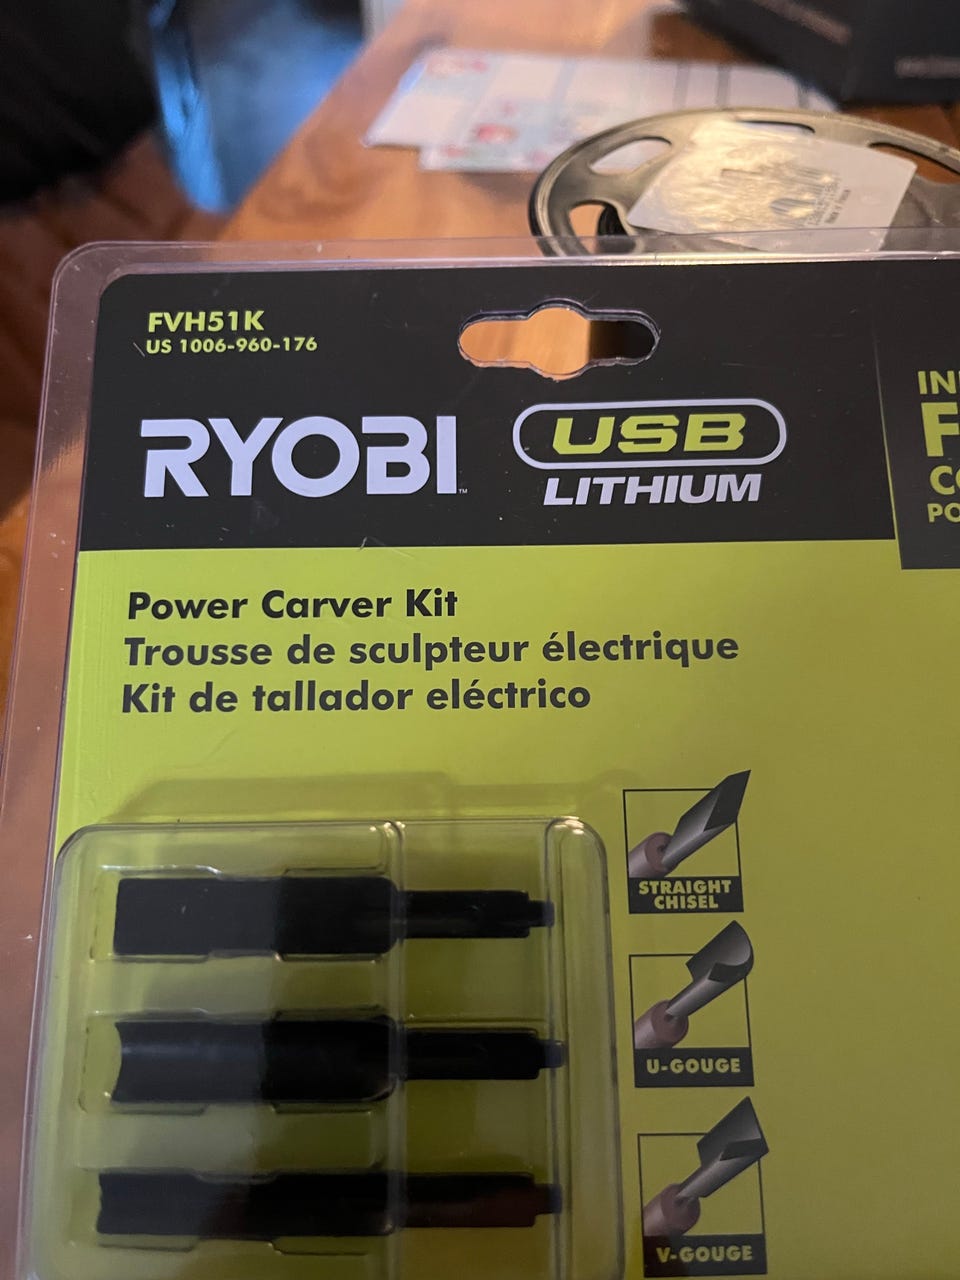 FVH51K
US 1006-960-176
RYOBI™
USB
LITHIUM
Power Carver Kit
Trousse de sculpteur électrique
Kit de tallador eléctrico
STRAIGHT
CHISEL
U-GOUGE
V-GOUGE